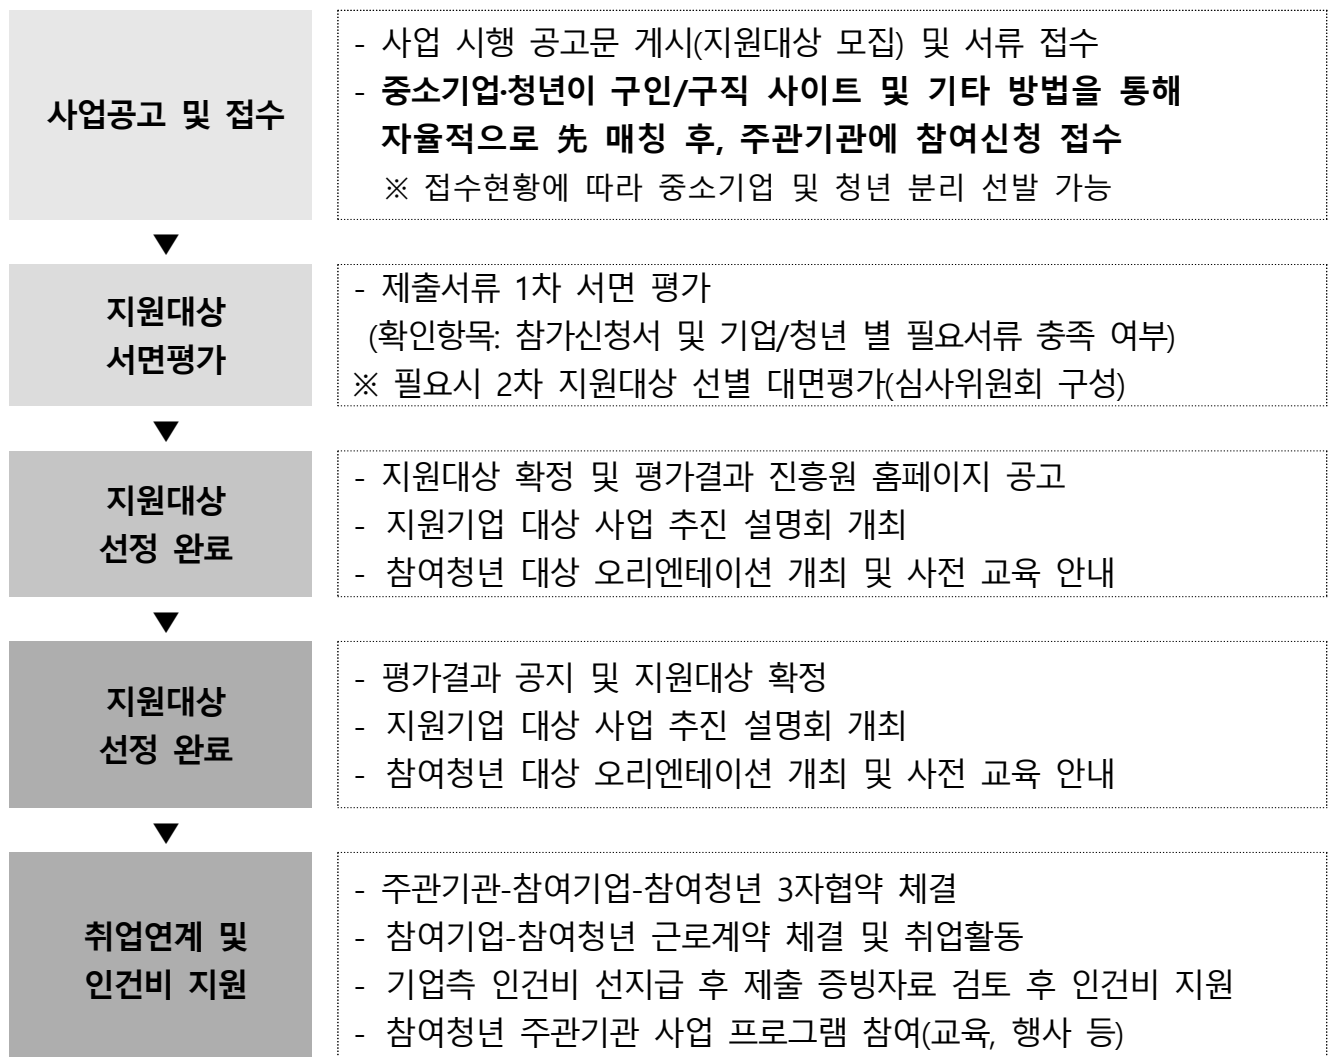 사업공고 및 접수
- 사업 시행 공고문 게시(지원대상 모집) 및 서류 접수
- 중소기업·청년이 구인/구직 사이트 및 기타 방법을 통해
자율적으로 先 매칭 후, 주관기관에 참여신청 접수
※ 접수현황에 따라 중소기업 및 청년 분리 선발 가능
▼
지원대상
서면평가
- 제출서류 1차 서면 평가
(확인항목: 참가신청서 및 기업/청년 별 필요서류 충족 여부)
※ 필요시 2차 지원대상 선별 대면평가(심사위원회 구성)
▼
지원대상
선정 완료
- 지원대상 확정 및 평가결과 진흥원 홈페이지 공고
- 지원기업 대상 사업 추진 설명회 개최
- 참여청년 대상 오리엔테이션 개최 및 사전 교육 안내
▼
지원대상
선정 완료
- 평가결과 공지 및 지원대상 확정
- 지원기업 대상 사업 추진 설명회 개최
- 참여청년 대상 오리엔테이션 개최 및 사전 교육 안내
▼
취업연계 및
인건비 지원
- 주관기관-참여기업-참여청년 3자협약 체결
- 참여기업-참여청년 근로계약 체결 및 취업활동
- 기업측 인건비 선지급 후 제출 증빙자료 검토 후 인건비 지원
- 참여청년 주관기관 사업 프로그램 참여(교육, 행사 등)